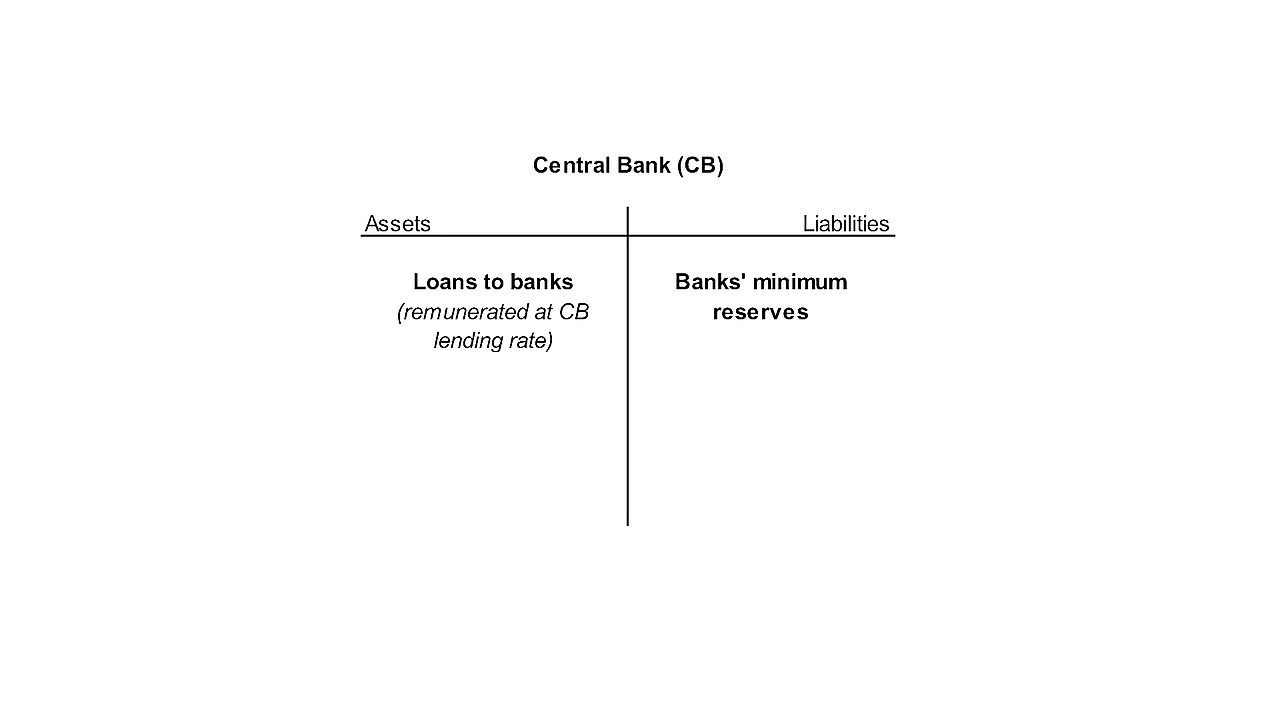 Central Bank (CB)
Assets Liabilities
Loans to banks
(remunerated at CB
lending rate)
Banks' minimum
reserves